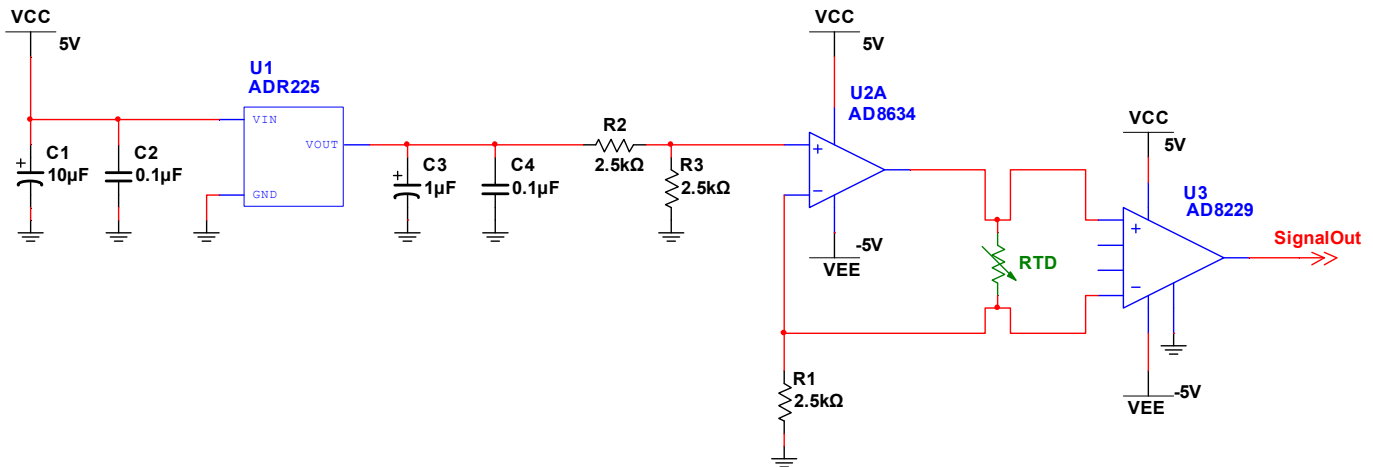 VCC
5V
U1
ADR225
VIN
VOUT
GND
C1
10µF
C2
0.1µF
C3
1µF
C4
0.1µF
R2
2.5kΩ
R3
2.5kΩ
VCC
5V
U2A
AD8634
+
−
-5V
VEE
R1
2.5kΩ
RTD
VCC
5V
U3
AD8229
+
−
-5V
VEE
SignalOut